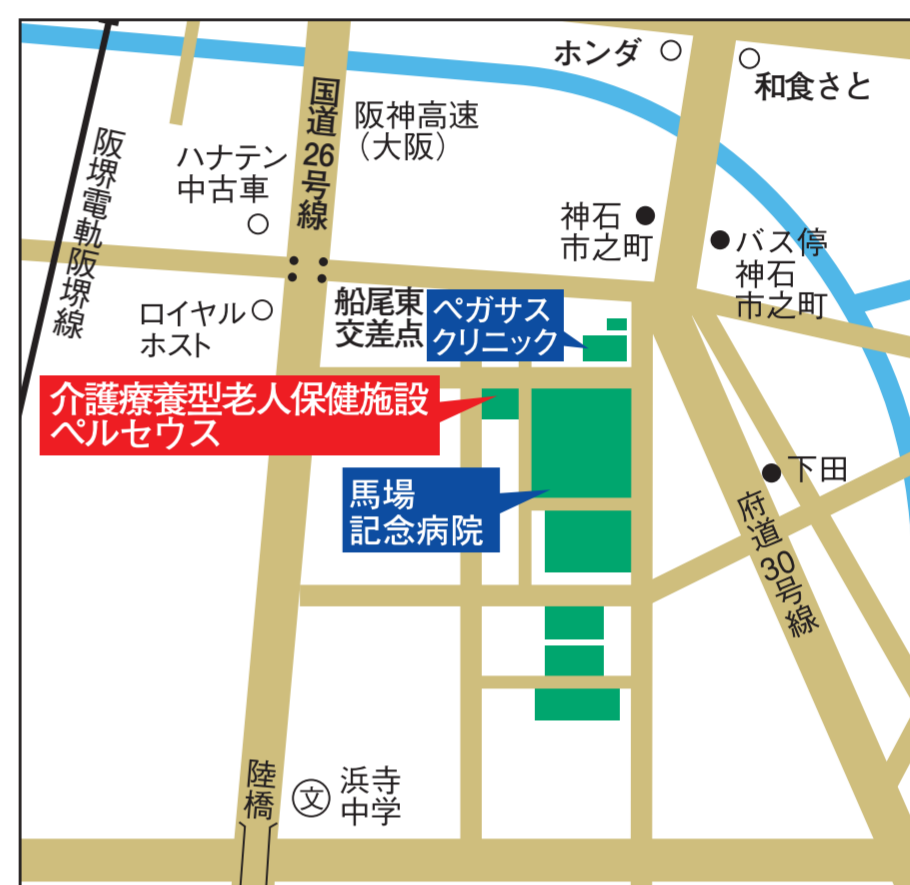 ホンダ
和食さと
国道26号線
阪神高速
（大阪）
阪堺電軌阪堺線
ハナテン
中古車
神石
市之町
バス停
神石
市之町
ロイヤル
ホスト
船尾東
交差点
ペガサス
クリニック
介護療養型老人保健施設
ペルセウス
馬場
記念病院
下田
府道30号線
陸橋
文
浜寺
中学